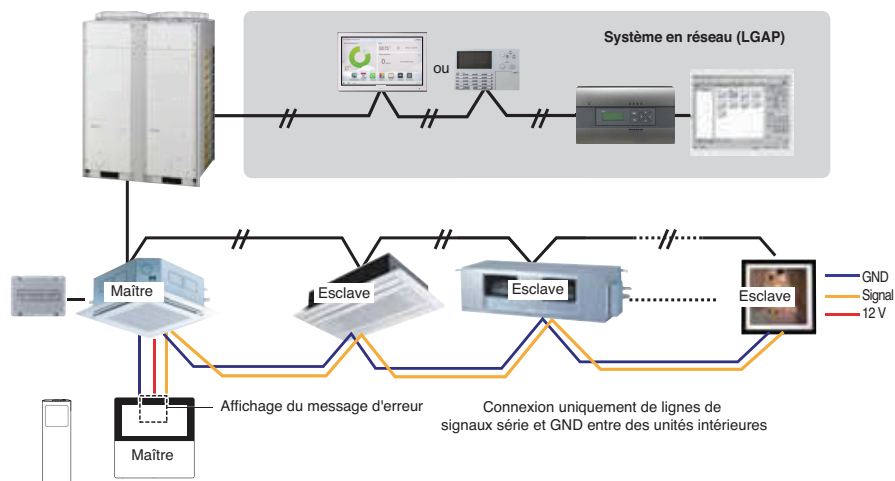 Système en réseau (LGAP)
ou
Maître
Esclave
Esclave
Esclave
GND
Signal
12 V
Affichage du message d'erreur
Connexion uniquement de lignes de
signaux série et GND entre des unités intérieures
Maître